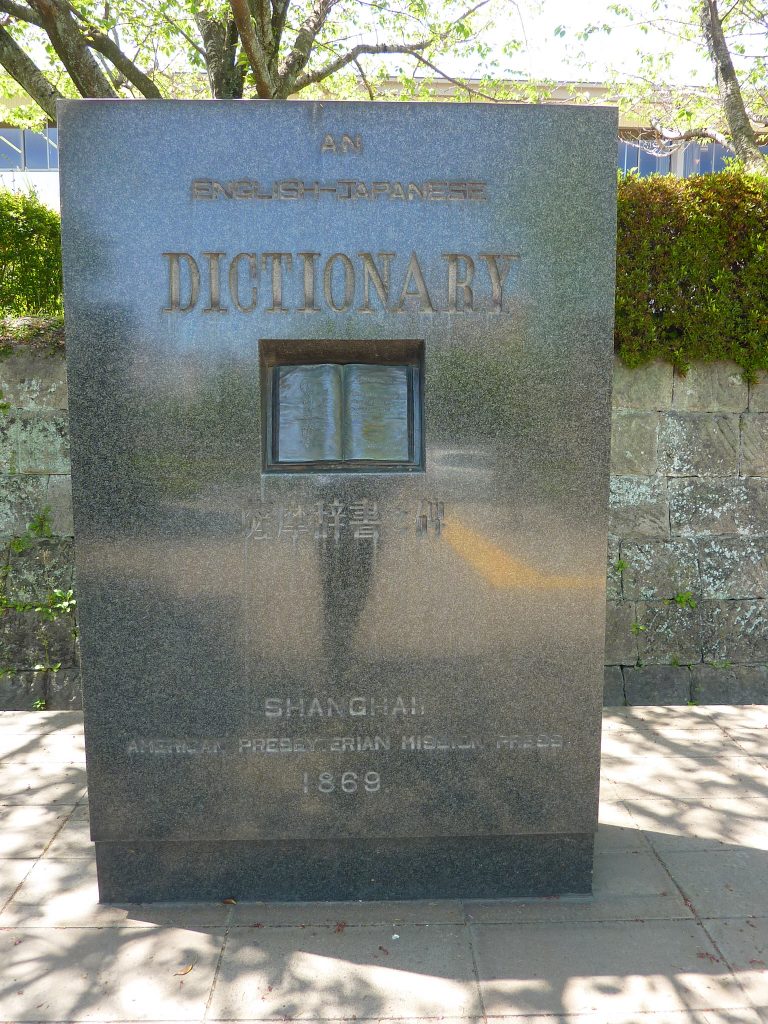 AN
ENGLISH-JAPANESE
DICTIONARY
薩摩辞書之碑
SHANGHAI
AMERICAN PRESBYTERIAN MISSION PRESS
1869